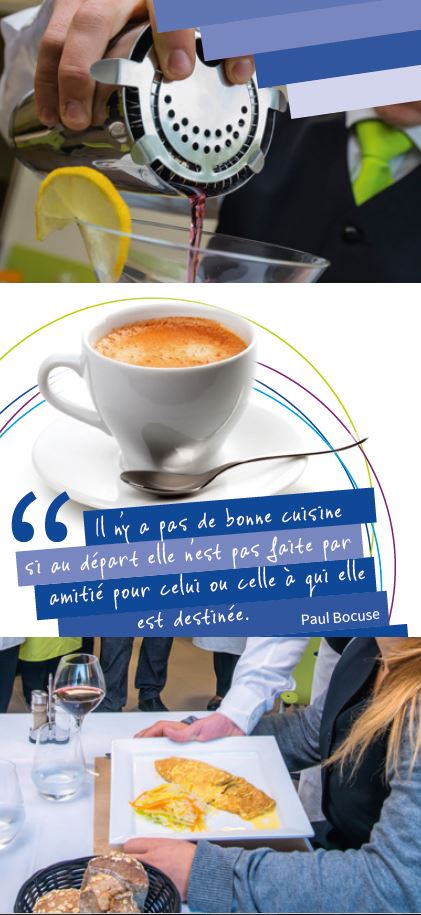 “
Il n'y a pas de bonne cuisine
si au départ elle n'est pas faite par
amitié pour celui ou celle à qui elle
est destinée.
Paul Bocuse